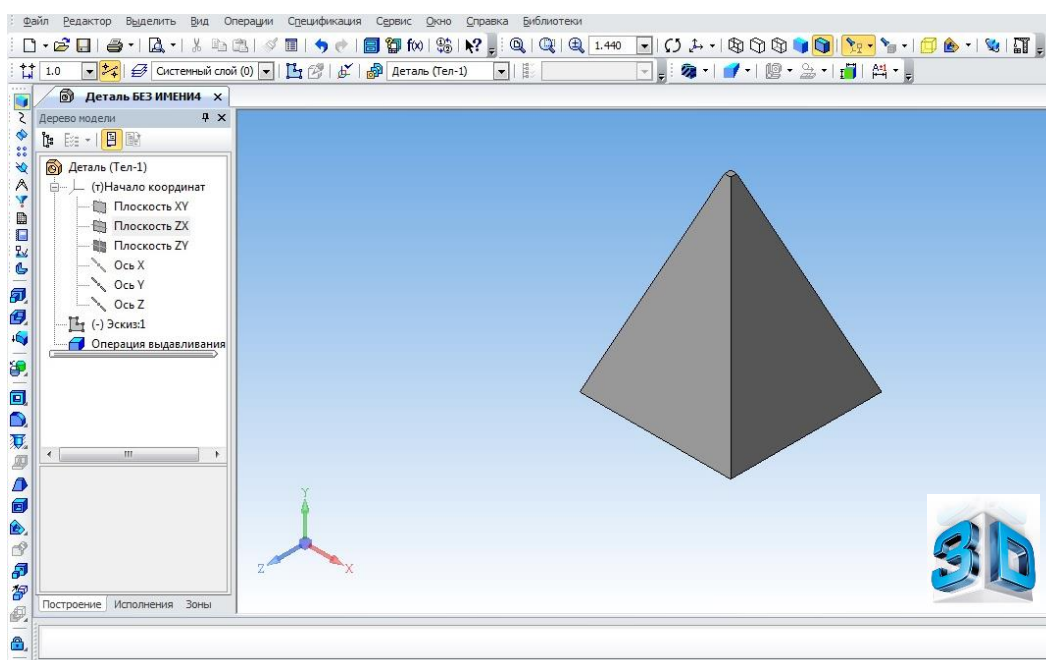 Файл Редактор Выделить Вид Операции Спецификация Сервис Окно Справка Библиотеки
1.440
1.0 Системный слой (0) Деталь (Тел-1)
Деталь БЕЗ ИМЕНИ4 x
Дерево модели
Деталь (Тел-1)
(т)Начало координат
Плоскость XY
Плоскость ZX
Плоскость ZY
Ось X
Ось Y
Ось Z
(-) Эскиз:1
Операция выдавливания
Y
Z X
3D
Построение Исполнения Зоны